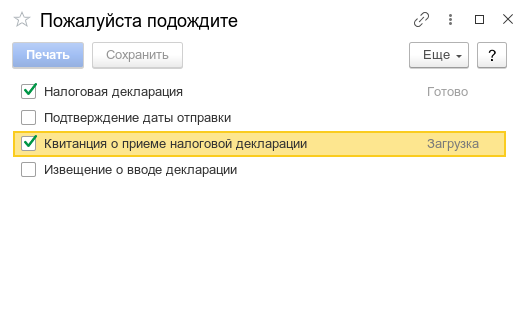 Пожалуйста подождите
Печать Сохранить Еще ?
Налоговая декларация Готово
Подтверждение даты отправки
Квитанция о приеме налоговой декларации Загрузка
Извещение о вводе декларации